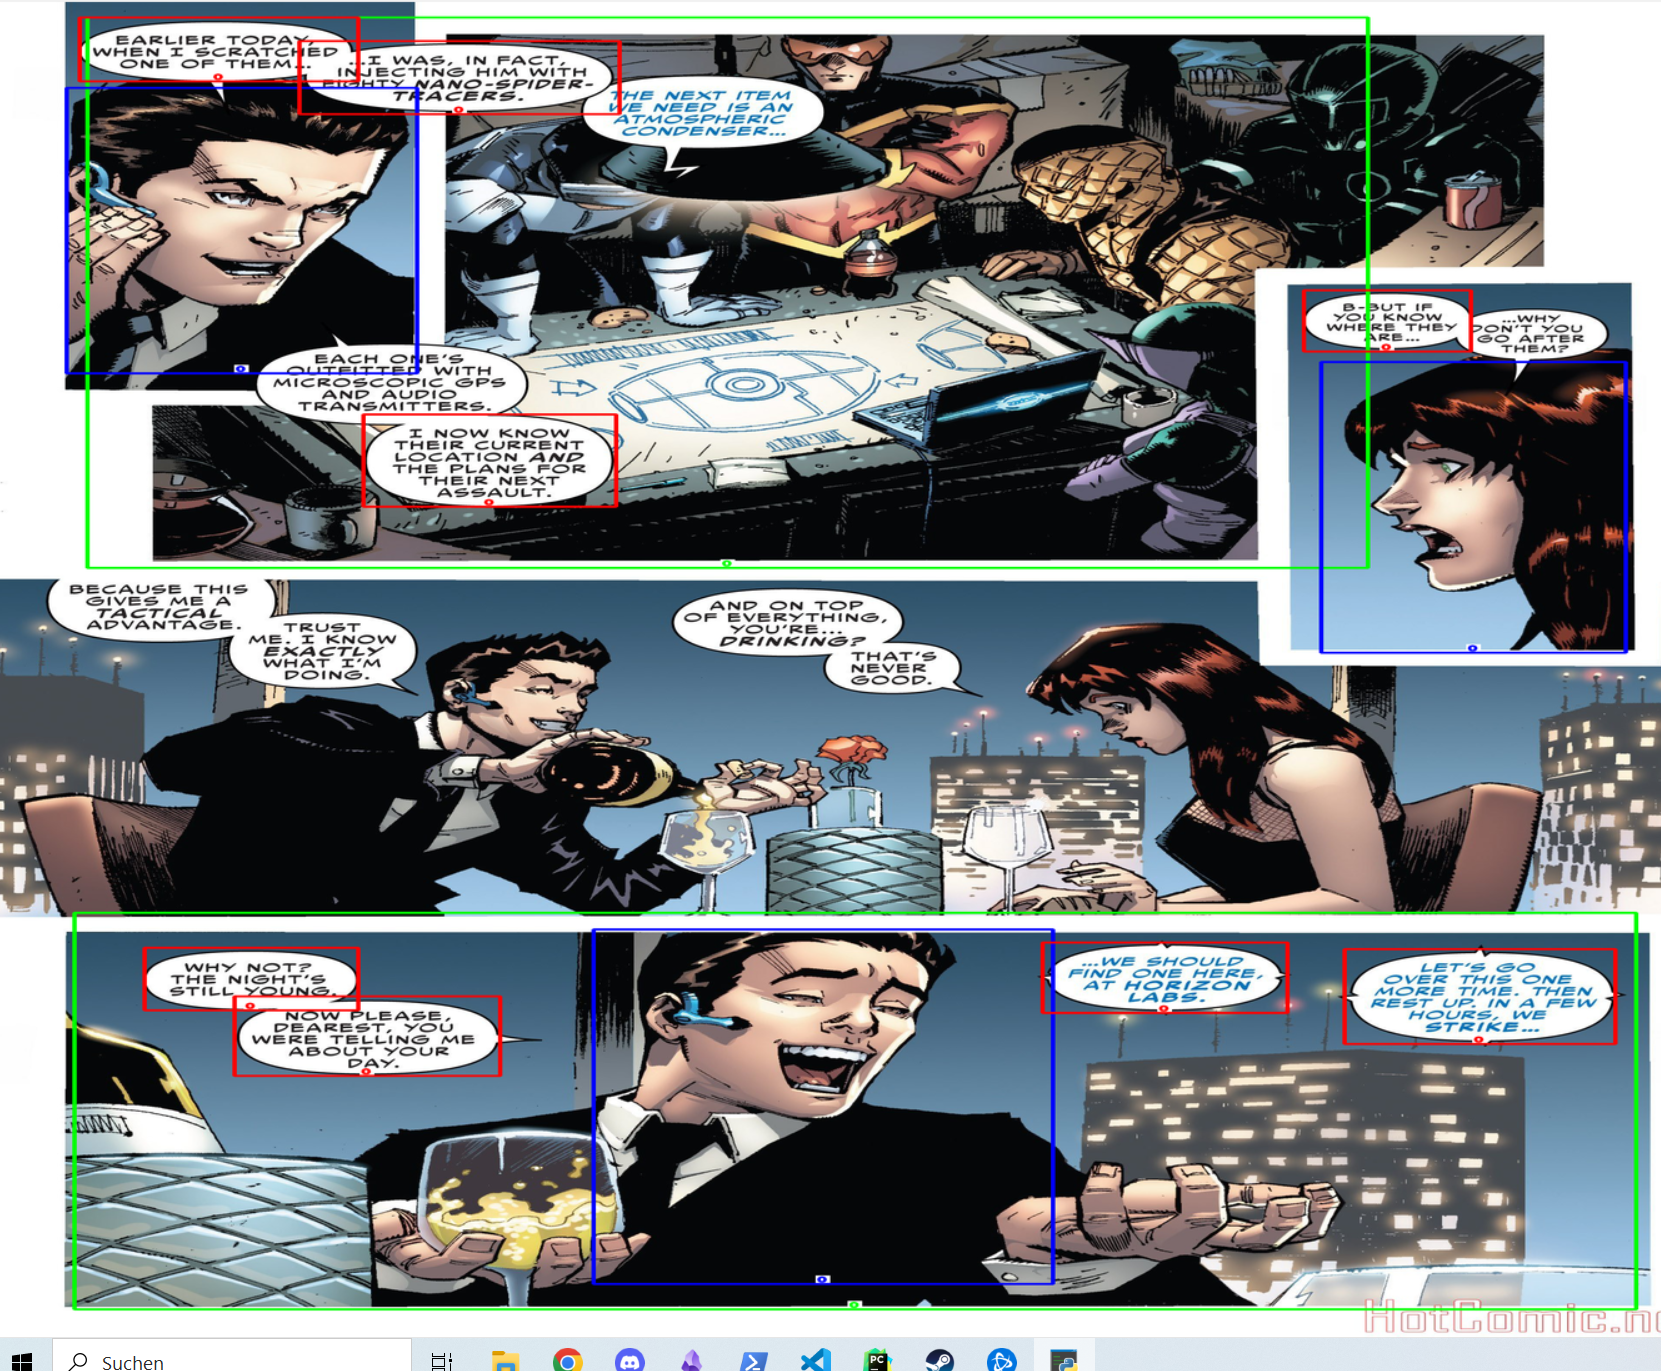 EARLIER TODAY,
WHEN I SCRATCHED
ONE OF THEM...
...I WAS, IN FACT,
INJECTING HIM WITH
EIGHTY NANO-SPIDER-
TRACERS.
THE NEXT ITEM
WE NEED IS AN
ATMOSPHERIC
CONDENSER...
EACH ONE'S
OUTFITTED WITH
MICROSCOPIC GPS
AND AUDIO
TRANSMITTERS.
I NOW KNOW
THEIR CURRENT
LOCATION AND
THE PLANS FOR
THEIR NEXT
ASSAULT.
B-BUT IF
YOU KNOW
WHERE THEY
ARE...
...WHY
DON'T YOU
GO AFTER
THEM?
BECAUSE THIS
GIVES ME A
TACTICAL
ADVANTAGE.
TRUST
ME. I KNOW
EXACTLY
WHAT I'M
DOING.
AND ON TOP
OF EVERYTHING,
YOU'RE...
DRINKING?
THAT'S
NEVER
GOOD.
WHY NOT?
THE NIGHT'S
STILL YOUNG.
NOW PLEASE,
DEAREST, YOU
WERE TELLING ME
ABOUT YOUR
DAY.
...WE SHOULD
FIND ONE HERE,
AT HORIZON
LABS.
LET'S GO
OVER THIS ONE
MORE TIME. THEN
REST UP. IN A FEW
HOURS, WE
STRIKE...
HotComic.ne
Suchen
PC